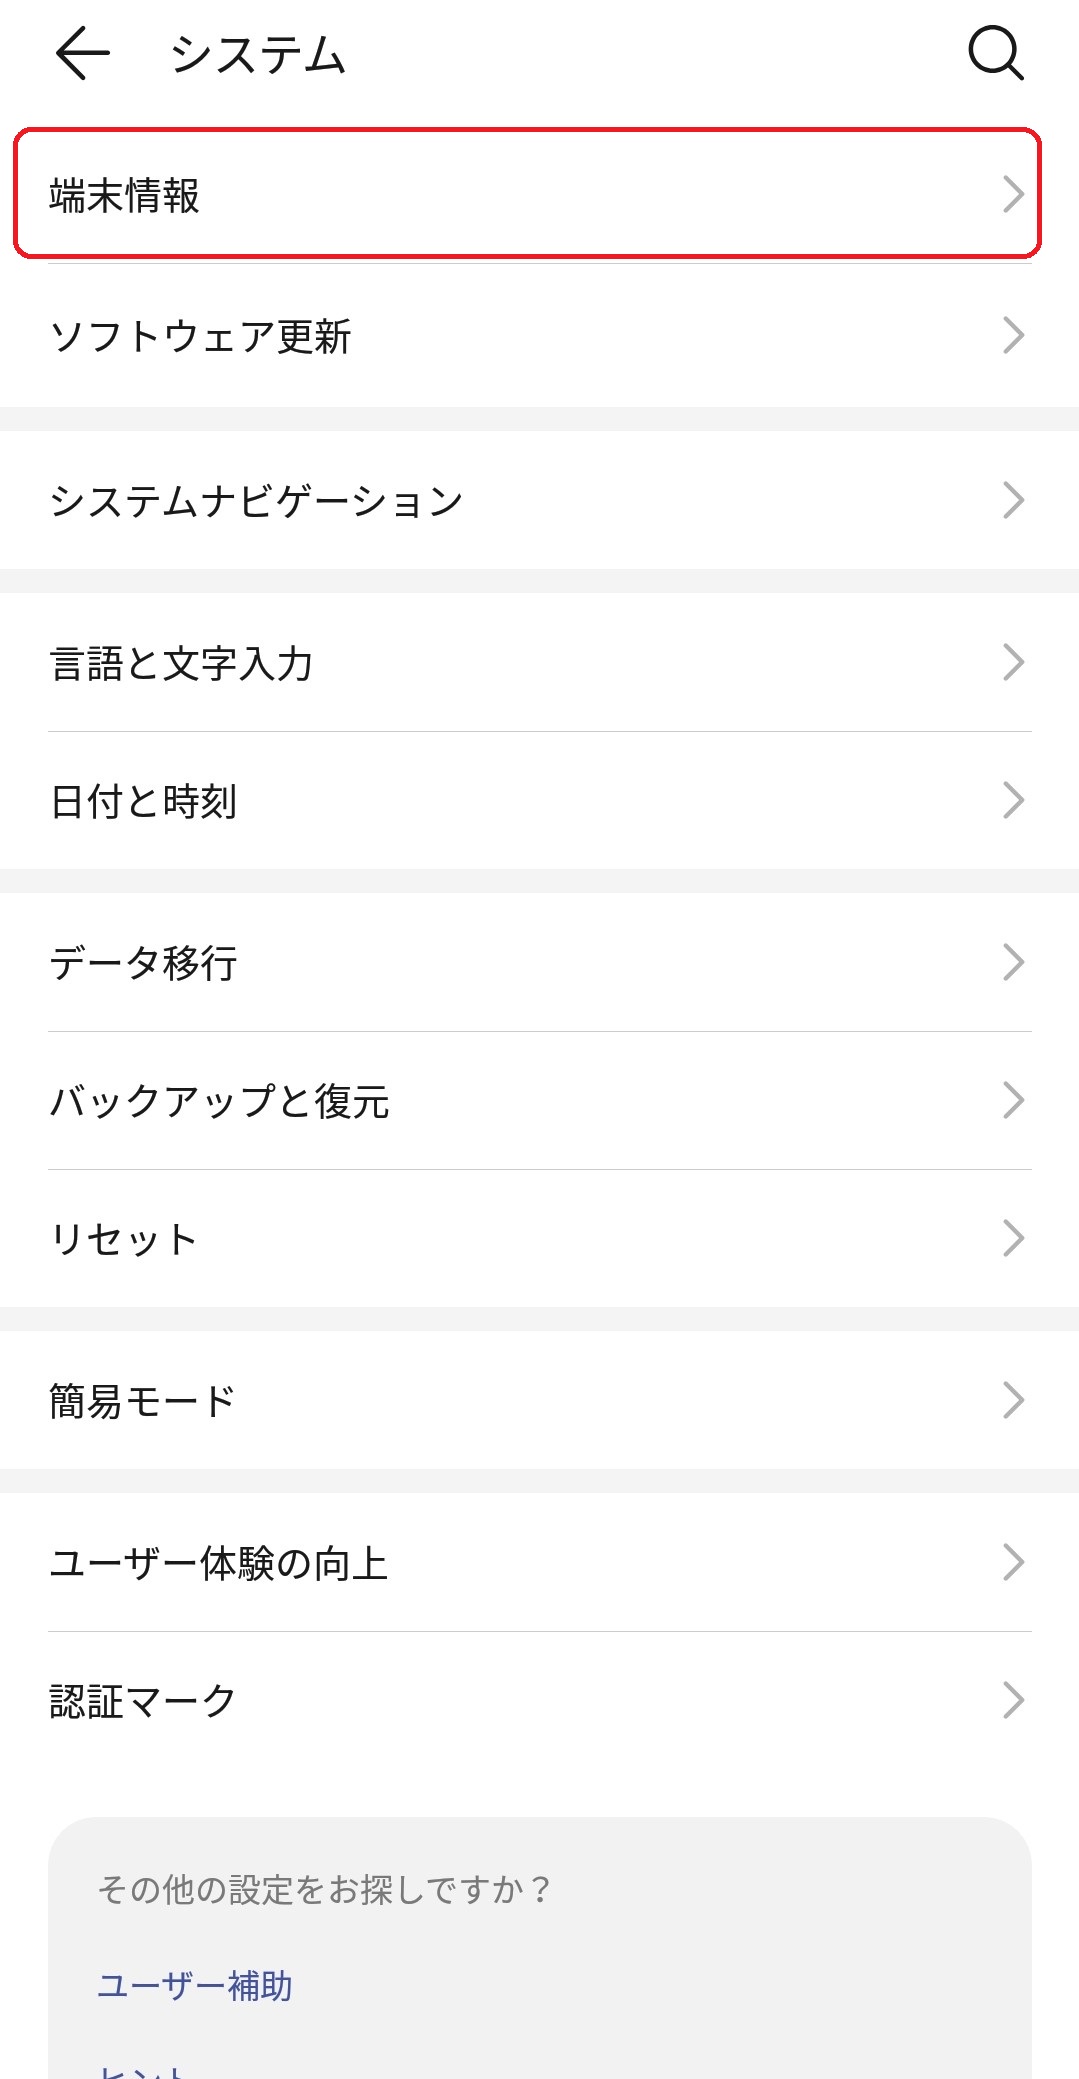 システム
端末情報
ソフトウェア更新
システムナビゲーション
言語と文字入力
日付と時刻
データ移行
バックアップと復元
リセット
簡易モード
ユーザー体験の向上
認証マーク
その他の設定をお探しですか？
ユーザー補助
ヒント